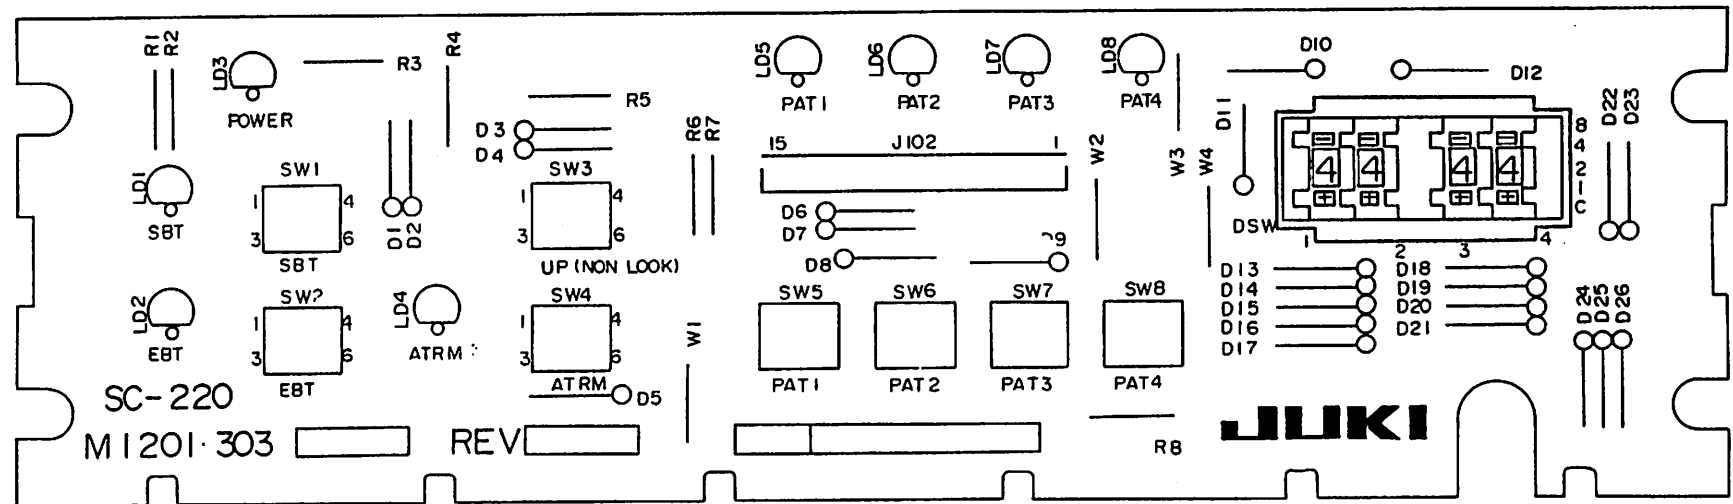 R1
R2
LD3
POWER
R3
R4
R5
D3
D4
R6
R7
LD5
PAT1
LD6
PAT2
LD7
PAT3
LD8
PAT4
15 J102 1
W2
W3
W4
D10
D11
D12
D22
D23
8
4
2
1
C
4 4 4 4
DSW
1 2 3 4
LD1
SBT
SW1
1 4
3 6
SBT
D1
D2
SW3
1 4
3 6
UP (NON LOOK)
D6
D7
D8
D13
D14
D15
D16
D17
D18
D19
D20
D21
D24
D25
D26
LD2
EBT
1 4
3 6
EBT
LD4
ATRM
SW4
1 4
3 6
ATRM
D5
W1
SW5
PAT1
SW6
PAT2
SW7
PAT3
SW8
PAT4
R8
SC-220
M1201·303
REV
JUKI